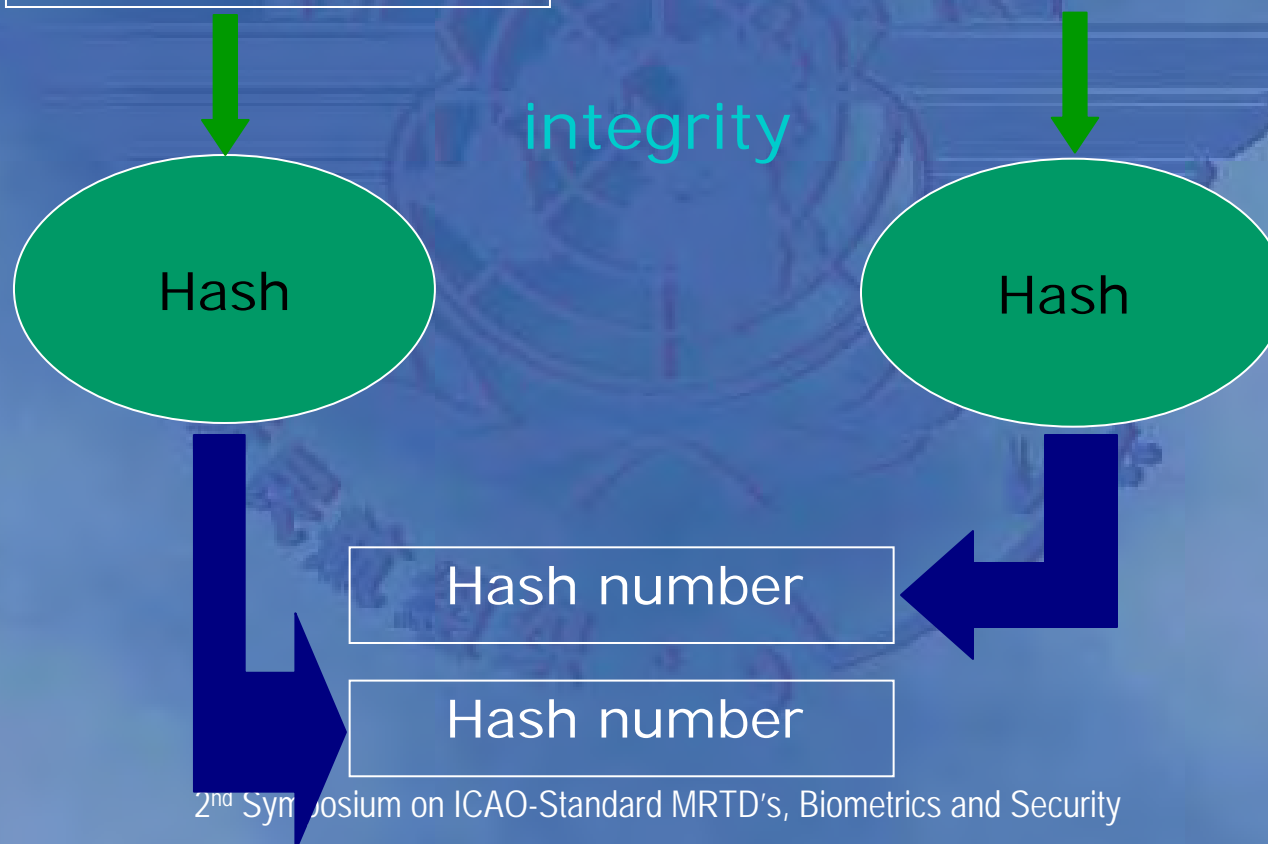 integrity
Hash
Hash
Hash number
Hash number
2nd Symposium on ICAO-Standard MRTD's, Biometrics and Security